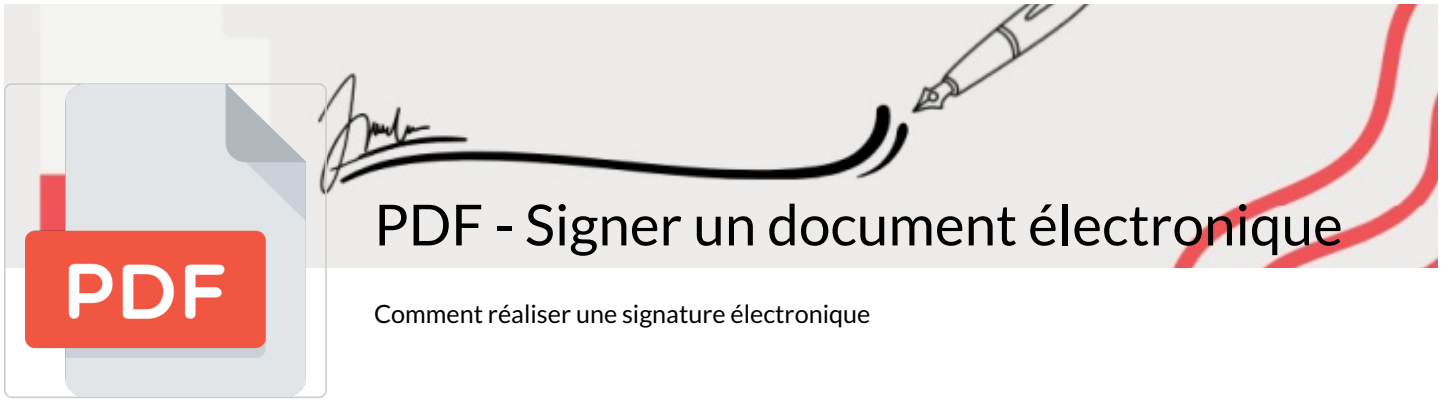 PDF - Signer un document électronique
PDF
Comment réaliser une signature électronique